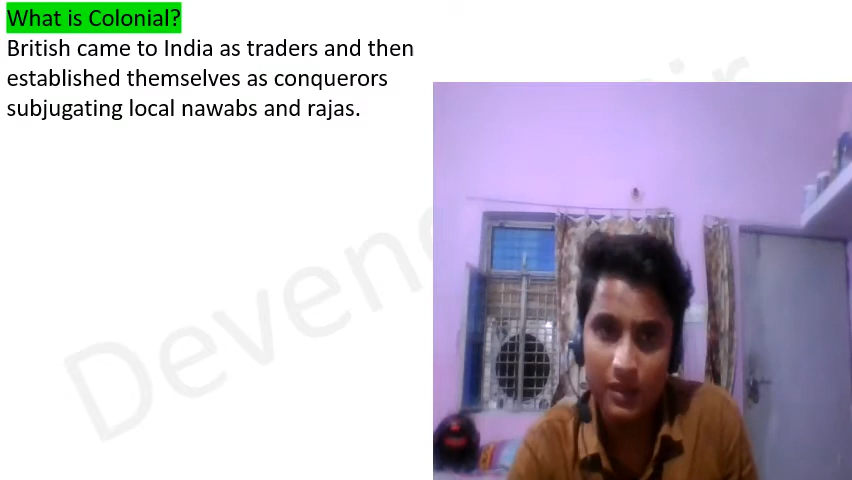 What is Colonial?
British came to India as traders and then
established themselves as conquerors
subjugating local nawabs and rajas.